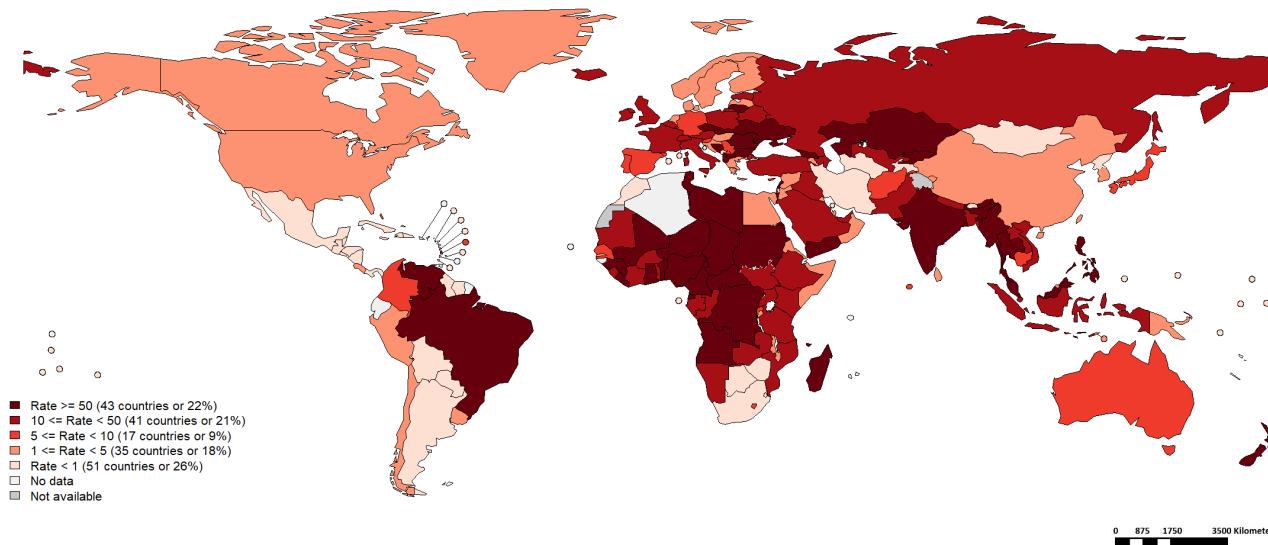 Rate >= 50 (43 countries or 22%)
10 <= Rate < 50 (41 countries or 21%)
5 <= Rate < 10 (17 countries or 9%)
1 <= Rate < 5 (35 countries or 18%)
Rate < 1 (51 countries or 26%)
No data
Not available
0 875 1750 3500 Kilomete